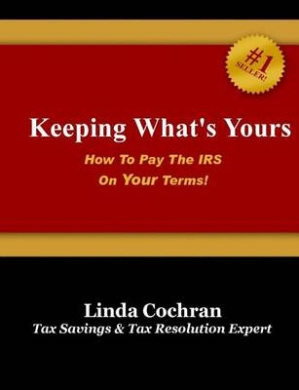 #1
SELLER!
Keeping What's Yours
How To Pay The IRS
On Your Terms!
Linda Cochran
Tax Savings & Tax Resolution Expert